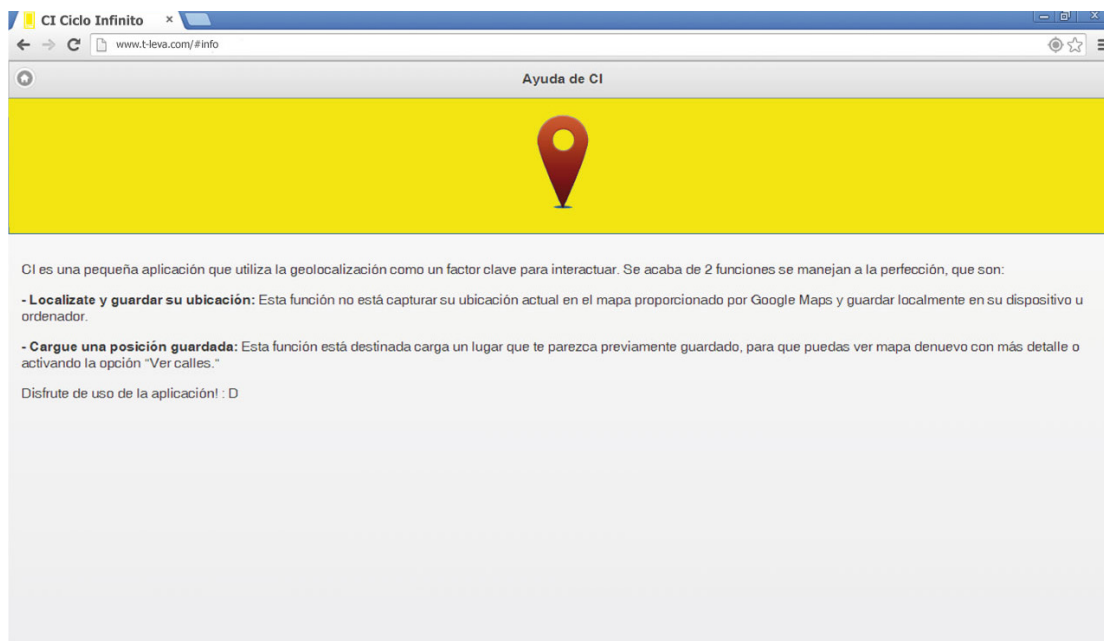 CI Ciclo Infinito
www.t-leva.com/#info
Ayuda de CI
CI es una pequeña aplicación que utiliza la geolocalización como un factor clave para interactuar. Se acaba de 2 funciones se manejan a la perfección, que son:
- Localizate y guardar su ubicación: Esta función no está capturar su ubicación actual en el mapa proporcionado por Google Maps y guardar localmente en su dispositivo u
ordenador.
- Cargue una posición guardada: Esta función está destinada carga un lugar que te parezca previamente guardado, para que puedas ver mapa denuevo con más detalle o
activando la opción “Ver calles.“
Disfrute de uso de la aplicación! : D